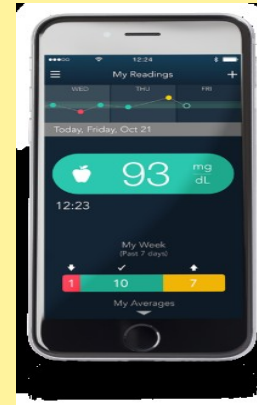 12:24
My Readings
WED THU FRI
Today, Friday, Oct 21
93 mg
dL
12:23
My Week
(Past 7 days)
1 10 7
My Averages